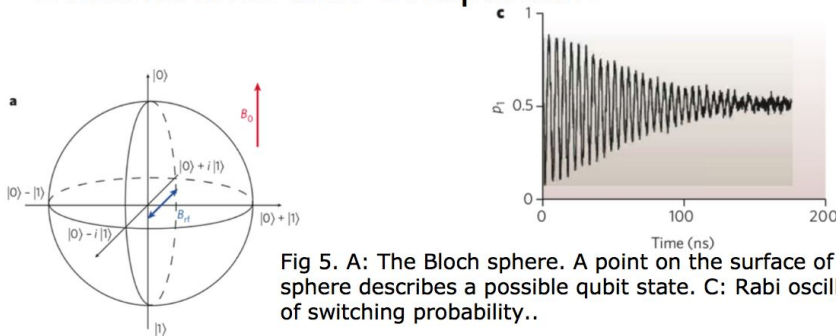 c
1
a
|0⟩
B0
p1
0.5
|0⟩ + i |1⟩
|0⟩ − |1⟩
Brf
|0⟩ + |1⟩
|0⟩ − i |1⟩
0
0
100
200
Time (ns)
|1⟩
Fig 5. A: The Bloch sphere. A point on the surface of
sphere describes a possible qubit state. C: Rabi oscill
of switching probability..